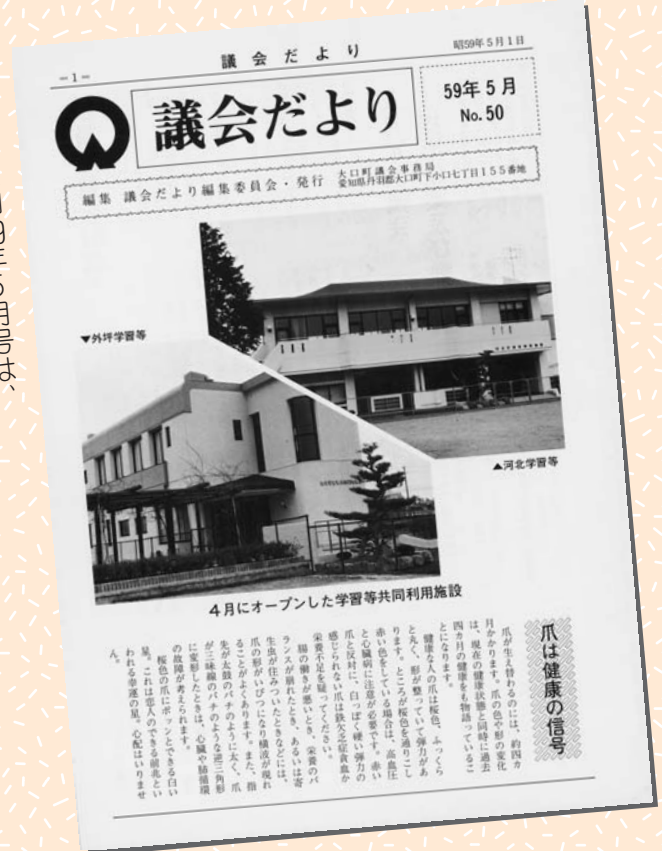 -1-
議会だより
昭59年5月1日
議会だより
59年5月
No.50
編集 議会だより編集委員会・発行
大口町議会事務局
愛知県丹羽郡大口町下小口七丁目155番地
▼外坪学習等
▲河北学習等
4月にオープンした学習等共同利用施設
爪は健康の信号
爪が生え替わるのには、約四カ
月かかります。爪の色や形の変化
は、現在の健康状態と同時に過去
四カ月の健康をも物語っているこ
とになります。
健康な人の爪は桜色、ふっくら
と丸く、形が整っていて弾力があ
ります。ところが桜色を通りこし
赤い色をしている場合は、高血圧
と心臓病に注意が必要です。赤い
爪と反対に、白っぽく硬い弾力の
感じられない爪は鉄欠乏症貧血か
栄養不足を疑ってください。
腸の働きが悪いとき、栄養のバ
ランスが崩れたとき、あるいは寄
生虫が住みついたときなどには、
爪の形がいびつになり横波が現れ
ることがよくあります。また、指
先が太鼓のバチのように太く、爪
が三味線のバチのような逆三角形
に変形したときは、心臓や肺循環
の故障が考えられます。
桜色の爪にポツンとできる白い
星。これは恋人のできる前兆とい
われる幸運の星。心配はいりませ
ん。